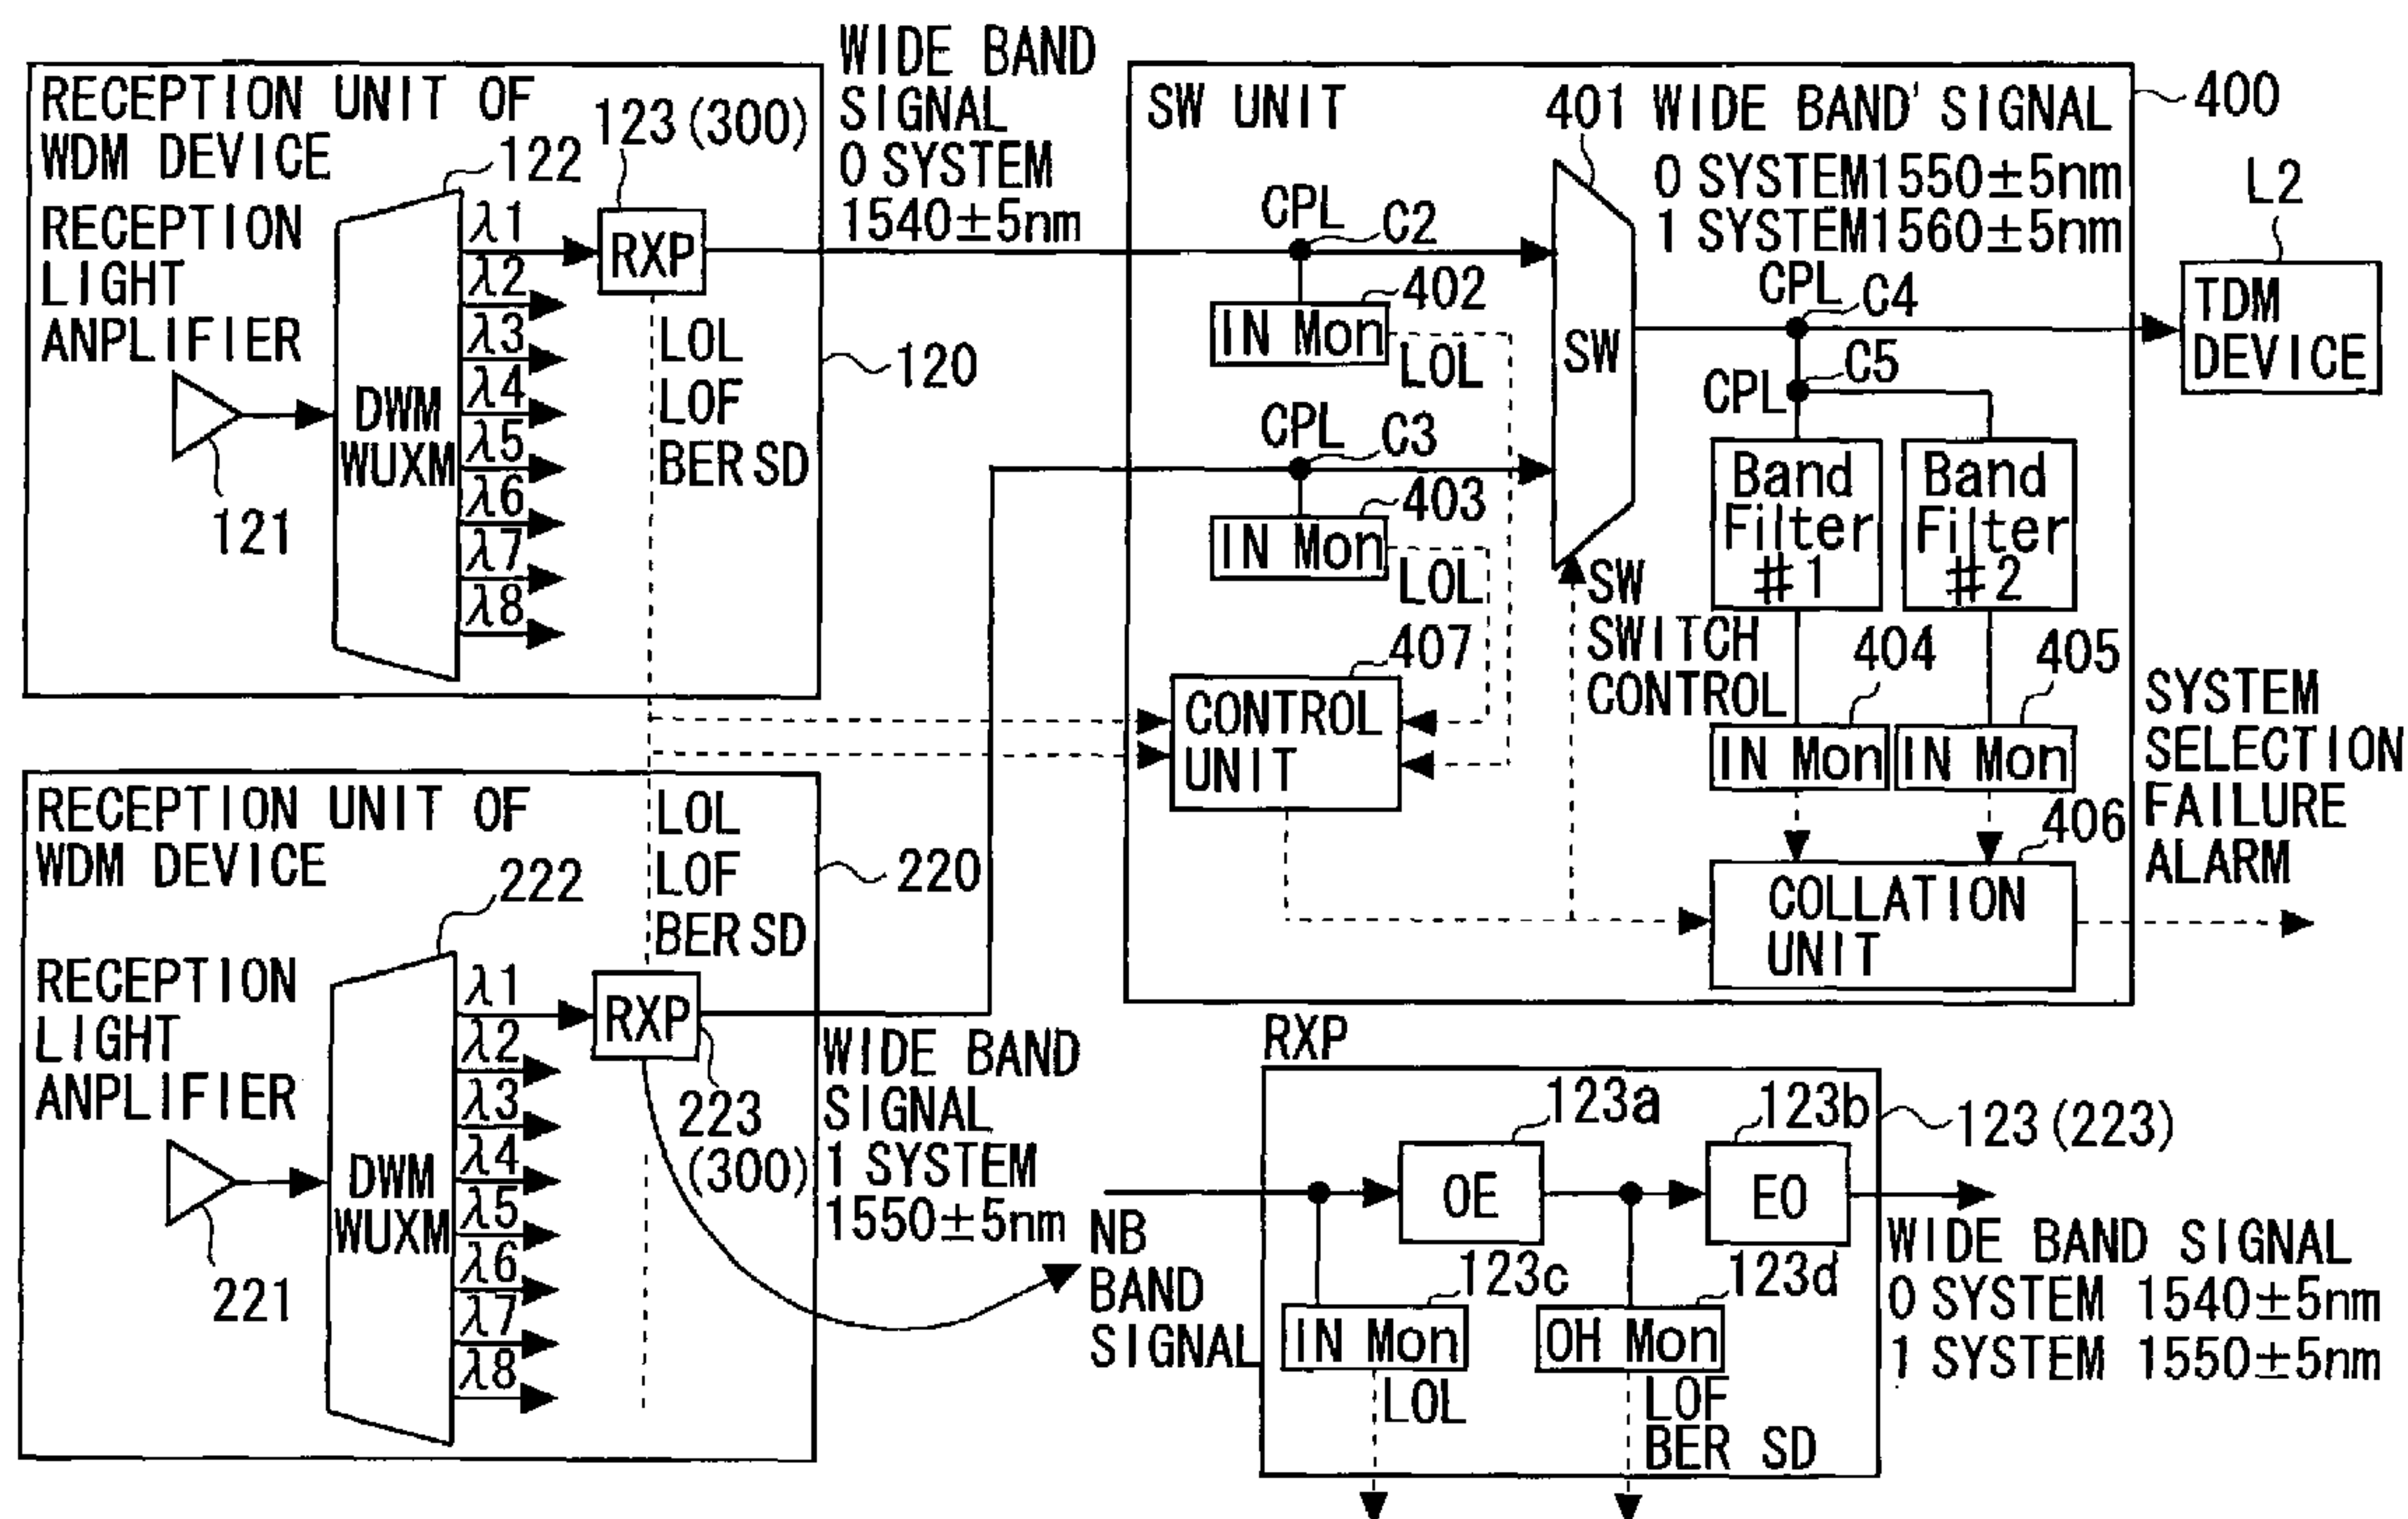 RECEPTION UNIT OF
WDM DEVICE
122
123(300)
RECEPTION
LIGHT
ANPLIFIER
121
DWM
WUXM
λ1
λ2
λ3
λ4
λ5
λ6
λ7
λ8
RXP
LOL
LOF
BER SD
120
WIDE BAND
SIGNAL
0 SYSTEM
1540±5nm
SW UNIT
401
WIDE BAND' SIGNAL
0 SYSTEM1550±5nm
1 SYSTEM1560±5nm
400
L2
TDM
DEVICE
CPL
C2
402
IN Mon
LOL
CPL
C3
403
IN Mon
LOL
SW
CPL
C4
C5
CPL
Band
Filter
#1
Band
Filter
#2
SW
SWITCH
CONTROL
407
CONTROL
UNIT
404
405
IN Mon
IN Mon
406
COLLATION
UNIT
SYSTEM
SELECTION
FAILURE
ALARM
RECEPTION UNIT OF
WDM DEVICE
222
RECEPTION
LIGHT
ANPLIFIER
221
DWM
WUXM
λ1
λ2
λ3
λ4
λ5
λ6
λ7
λ8
LOL
LOF
BER SD
220
RXP
223
(300)
WIDE BAND
SIGNAL
1 SYSTEM
1550±5nm
NB
BAND
SIGNAL
RXP
123a
123b
123(223)
OE
EO
123c
123d
IN Mon
OH Mon
LOL
LOF
BER SD
WIDE BAND SIGNAL
0 SYSTEM 1540±5nm
1 SYSTEM 1550±5nm